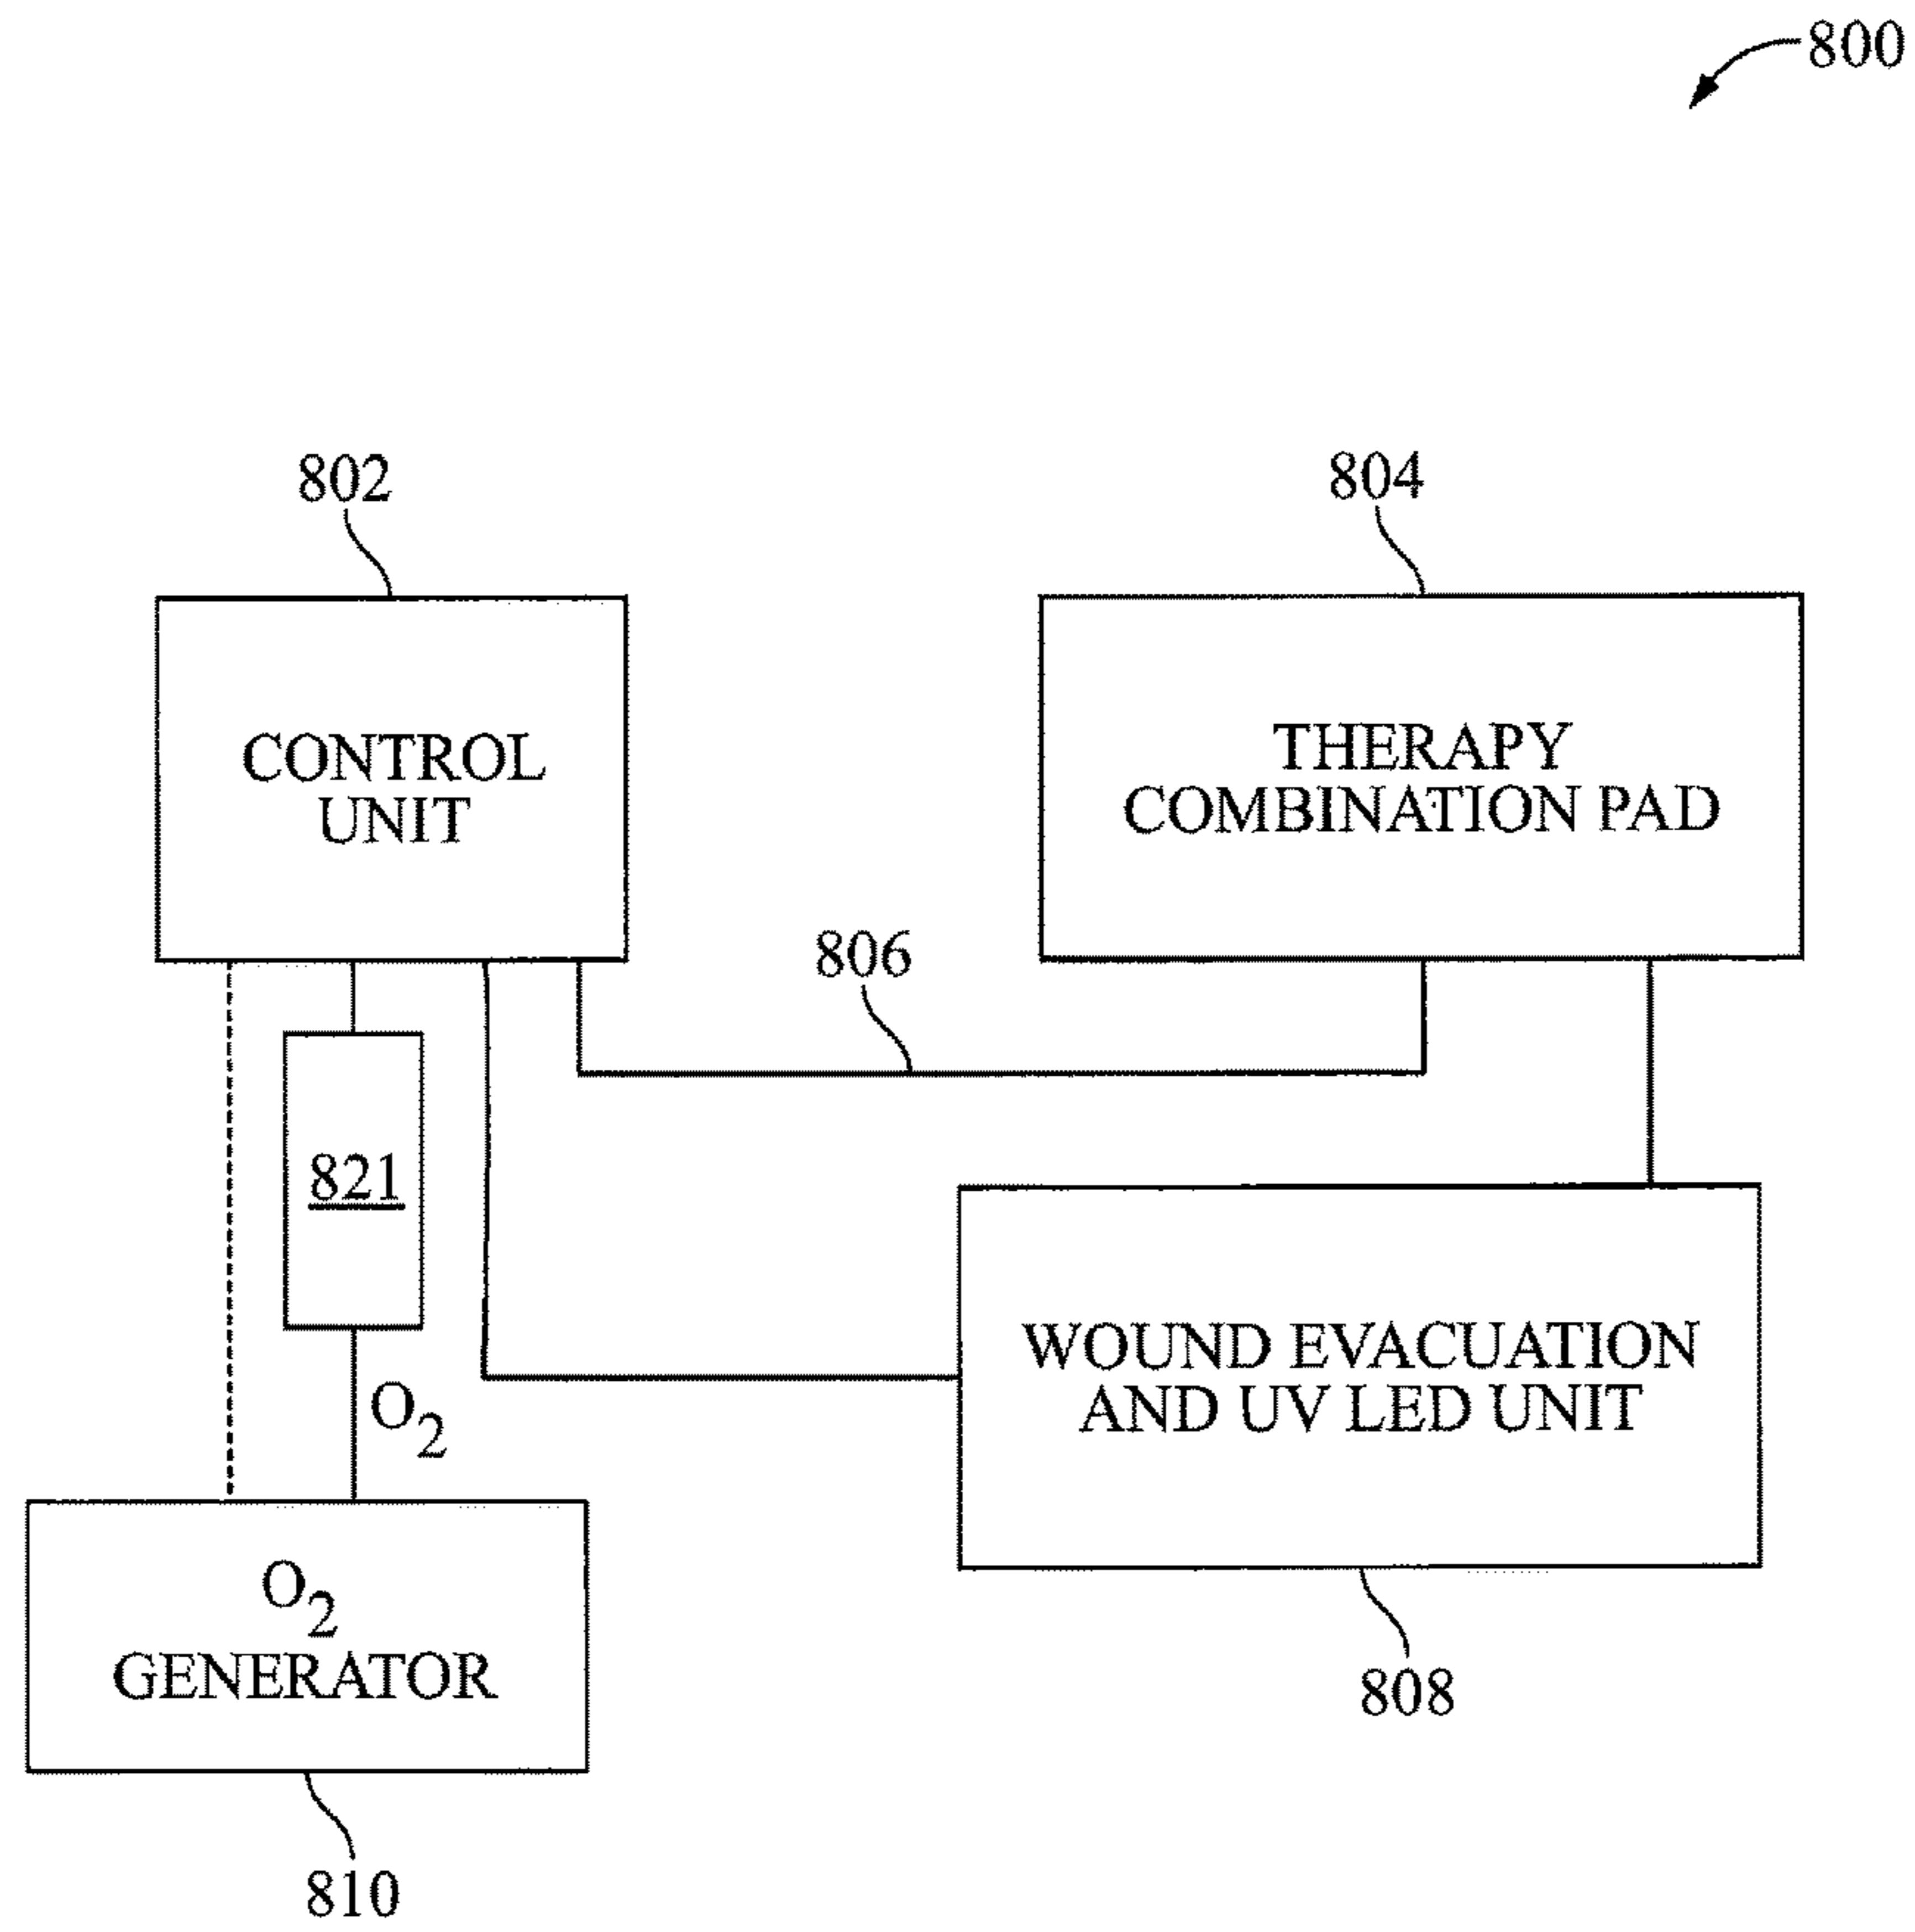 800
802
804
CONTROL
UNIT
THERAPY
COMBINATION PAD
806
821
O2
WOUND EVACUATION
AND UV LED UNIT
O2
GENERATOR
808
810